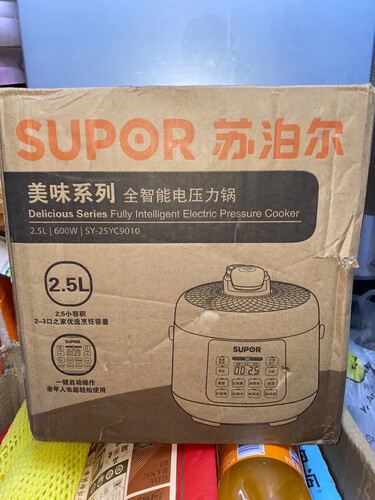 SUPOR 苏泊尔
美味系列 全智能电压力锅
Delicious Series Fully Intelligent Electric Pressure Cooker
2.5L | 600W | SY-25YC9010
2.5L
2.5小容积
2-3口之家优选烹饪容量
SUPOR
一键启动操作
老年人也能轻松使用
SUPOR
00:25